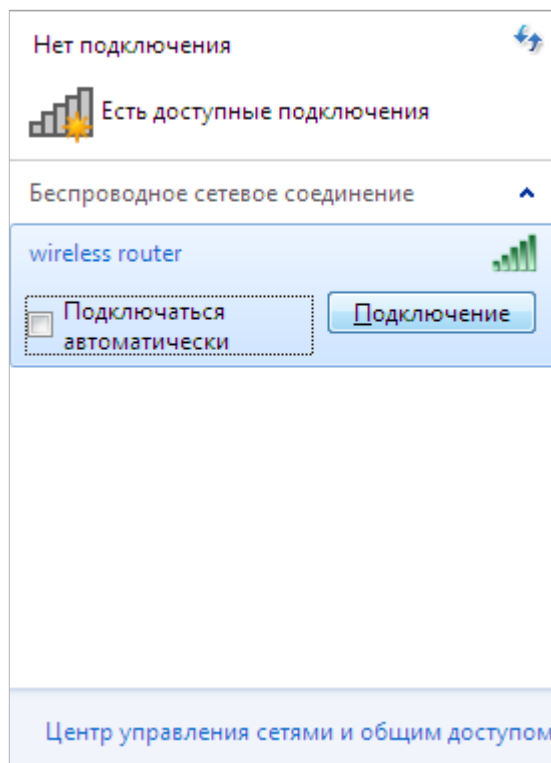 Нет подключения
Есть доступные подключения
Беспроводное сетевое соединение
wireless router
Подключаться
автоматически
Подключение
Центр управления сетями и общим доступом